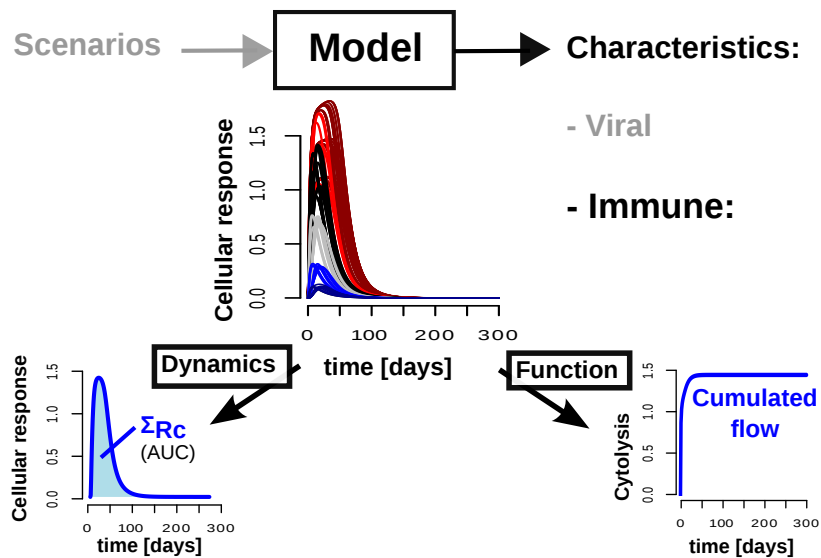 Scenarios
Model
Characteristics:
- Viral
- Immune:
Cellular response
1.5
1.0
0.5
0.0
0 100 200 300
time [days]
Dynamics
Function
Cellular response
1.5
1.0
0.5
0.0
ΣRc
(AUC)
0 100 200 300
time [days]
Cytolysis
1.5
1.0
0.5
0.0
Cumulated
flow
0 100 200 300
time [days]